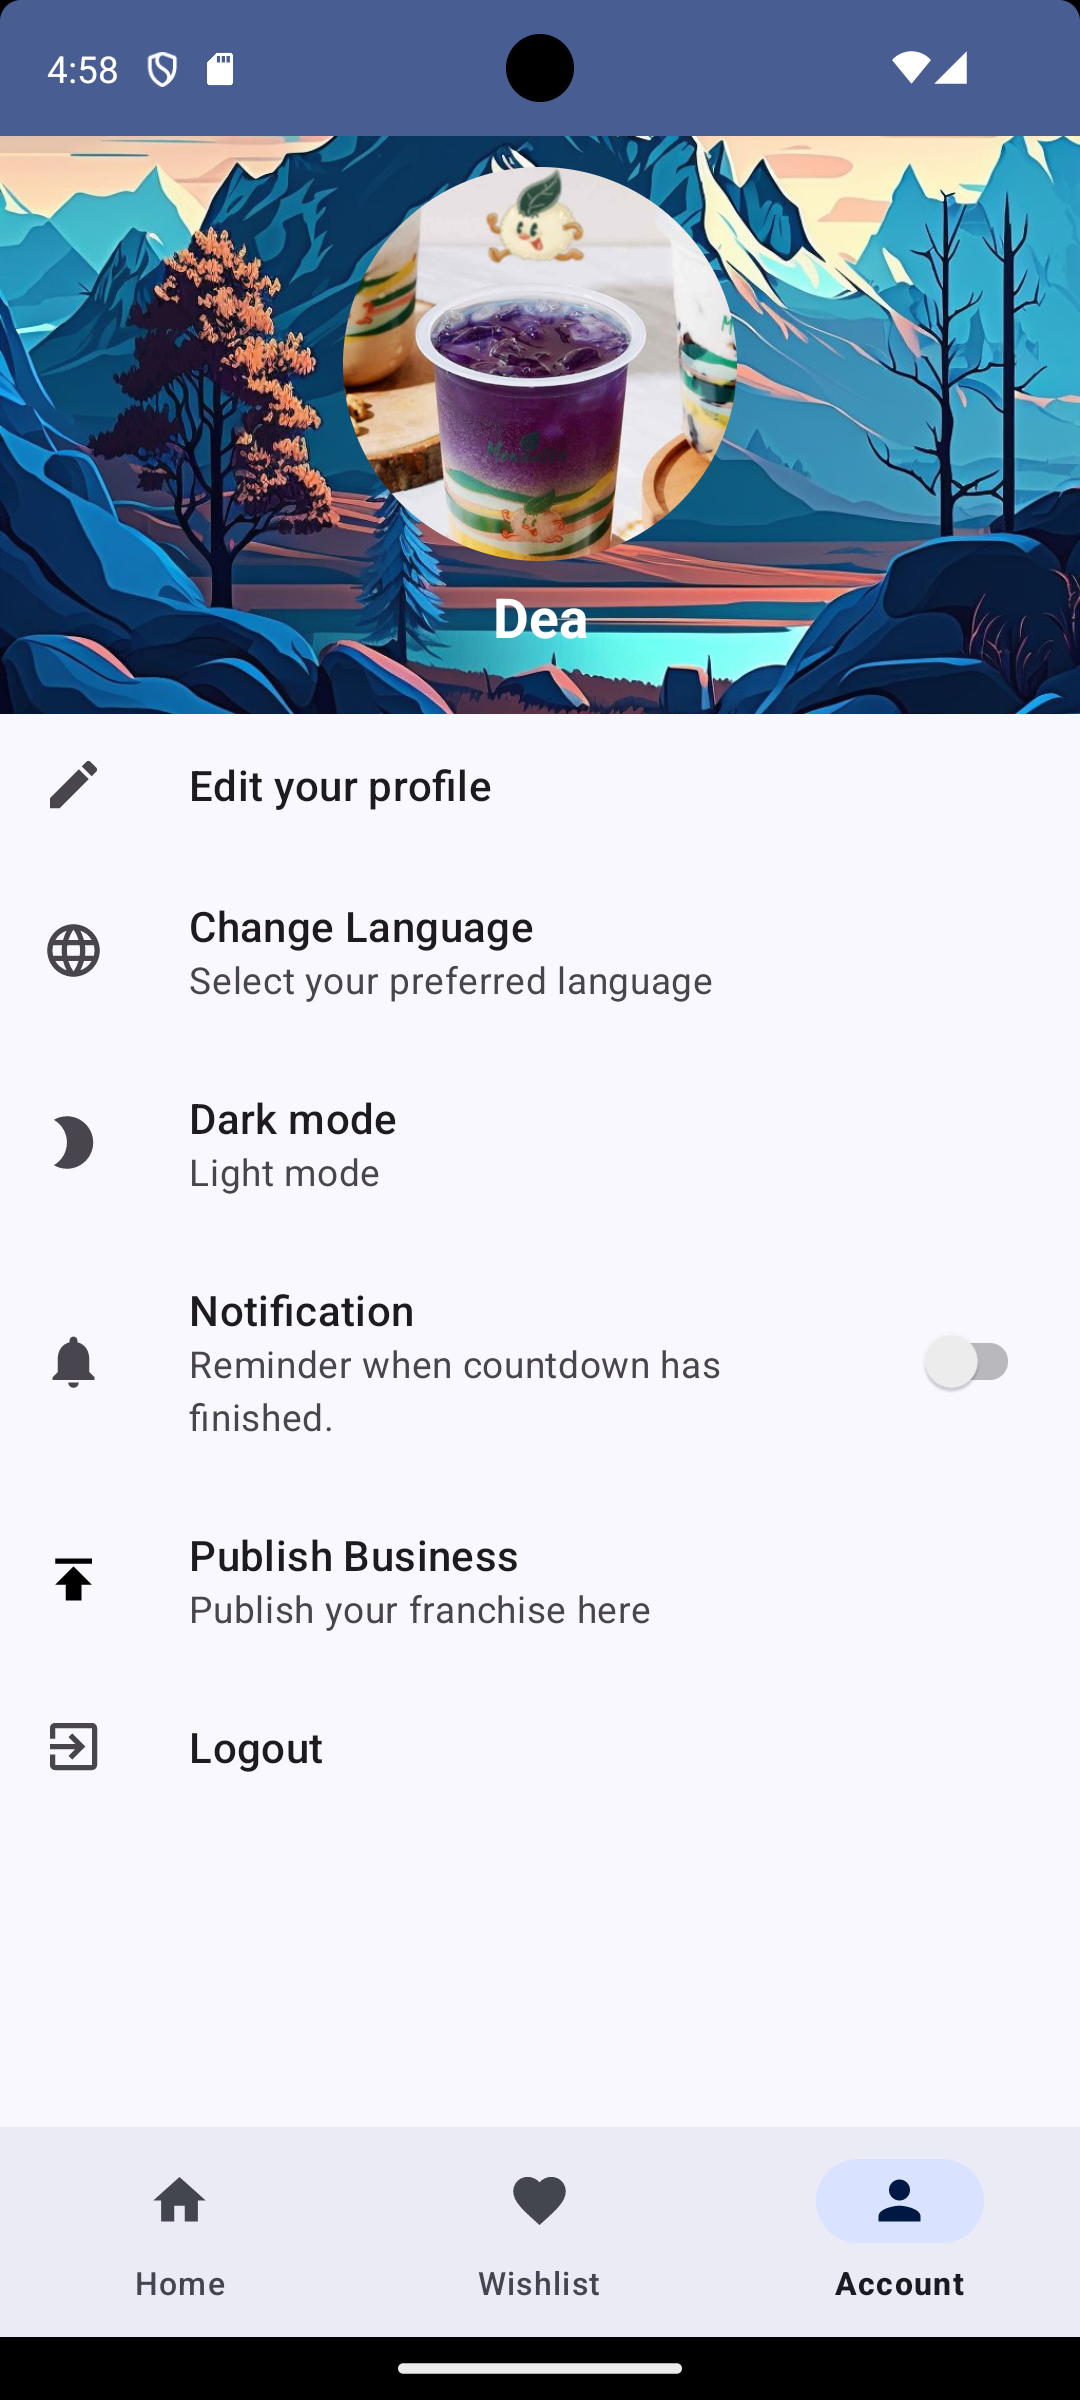 4:58
Dea
Edit your profile
Change Language
Select your preferred language
Dark mode
Light mode
Notification
Reminder when countdown has
finished.
Publish Business
Publish your franchise here
Logout
Home
Wishlist
Account